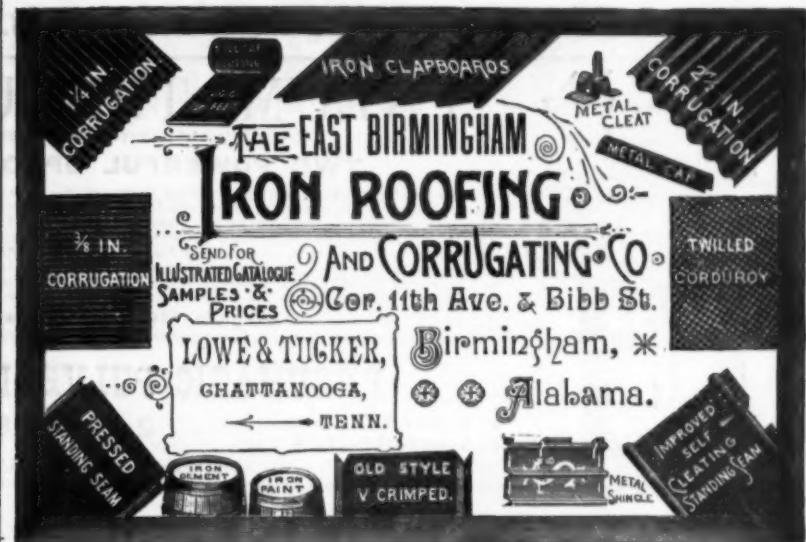 1¼ IN.
CORRUGATION
IRON CLAPBOARDS
METAL
CLEAT
2½ IN.
CORRUGATION
METAL CAP
THE EAST BIRMINGHAM
IRON ROOFING
AND CORRUGATING CO
SEND FOR
ILLUSTRATED CATALOGUE
SAMPLES & PRICES
⅜ IN.
CORRUGATION
TWILLED
CORDUROY
Cor. 11th Ave. & Bibb St.
Birmingham,
Alabama.
LOWE & TUCKER,
CHATTANOOGA,
TENN.
PRESSED
STANDING SEAM
IRON
CEMENT
IRON
PAINT
OLD STYLE
V CRIMPED.
METAL
SHINGLE
IMPROVED
SELF
CLEATING
STANDING SEAM